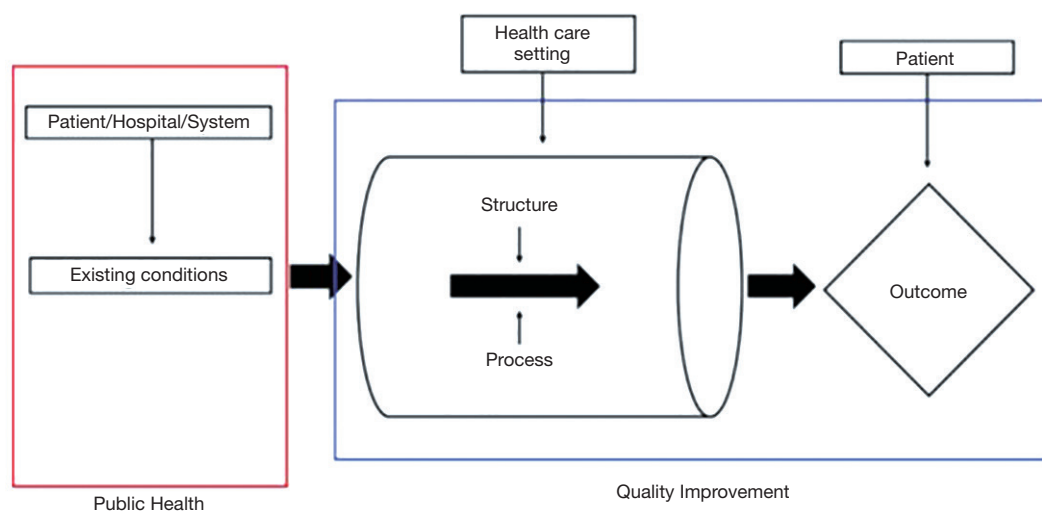 Health care
setting
Patient
Patient/Hospital/System
Structure
Existing conditions
Outcome
Process
Public Health
Quality Improvement